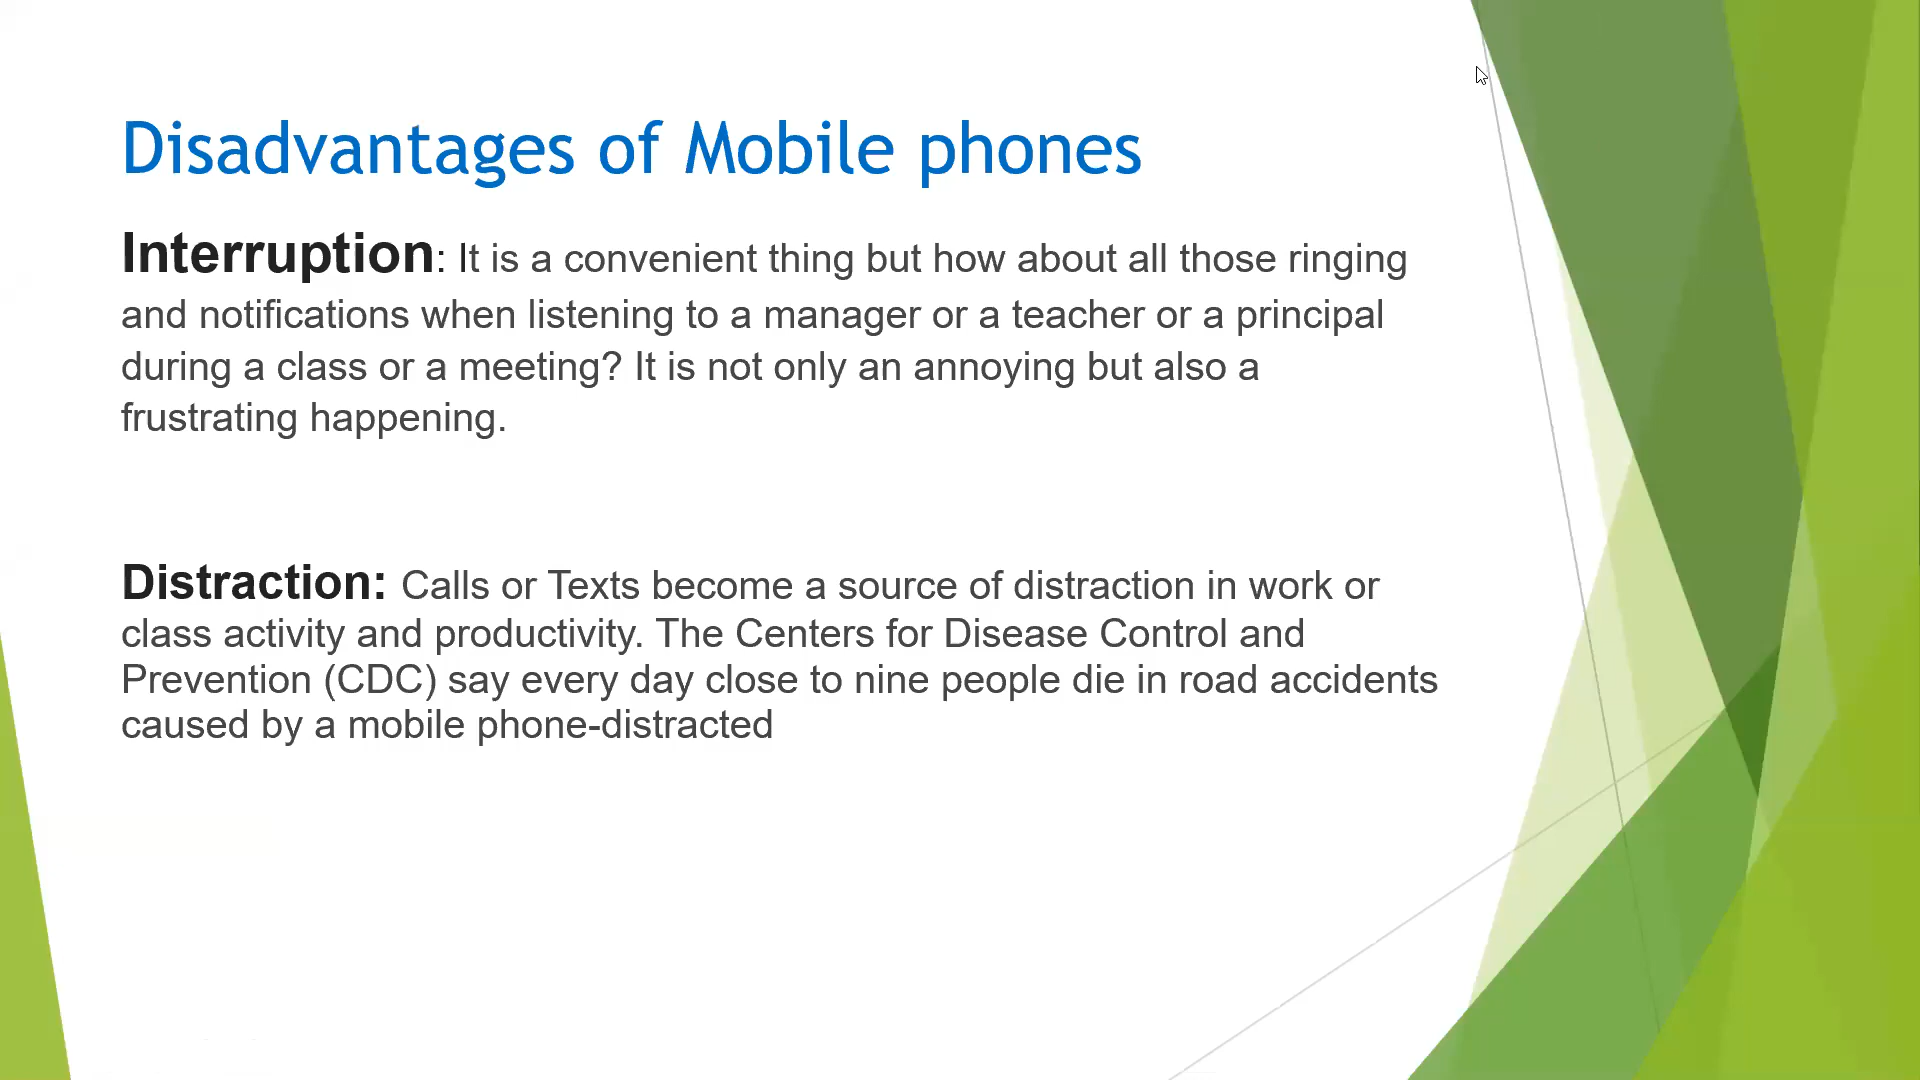 Disadvantages of Mobile phones
Interruption: It is a convenient thing but how about all those ringing
and notifications when listening to a manager or a teacher or a principal
during a class or a meeting? It is not only an annoying but also a
frustrating happening.
Distraction: Calls or Texts become a source of distraction in work or
class activity and productivity. The Centers for Disease Control and
Prevention (CDC) say every day close to nine people die in road accidents
caused by a mobile phone-distracted